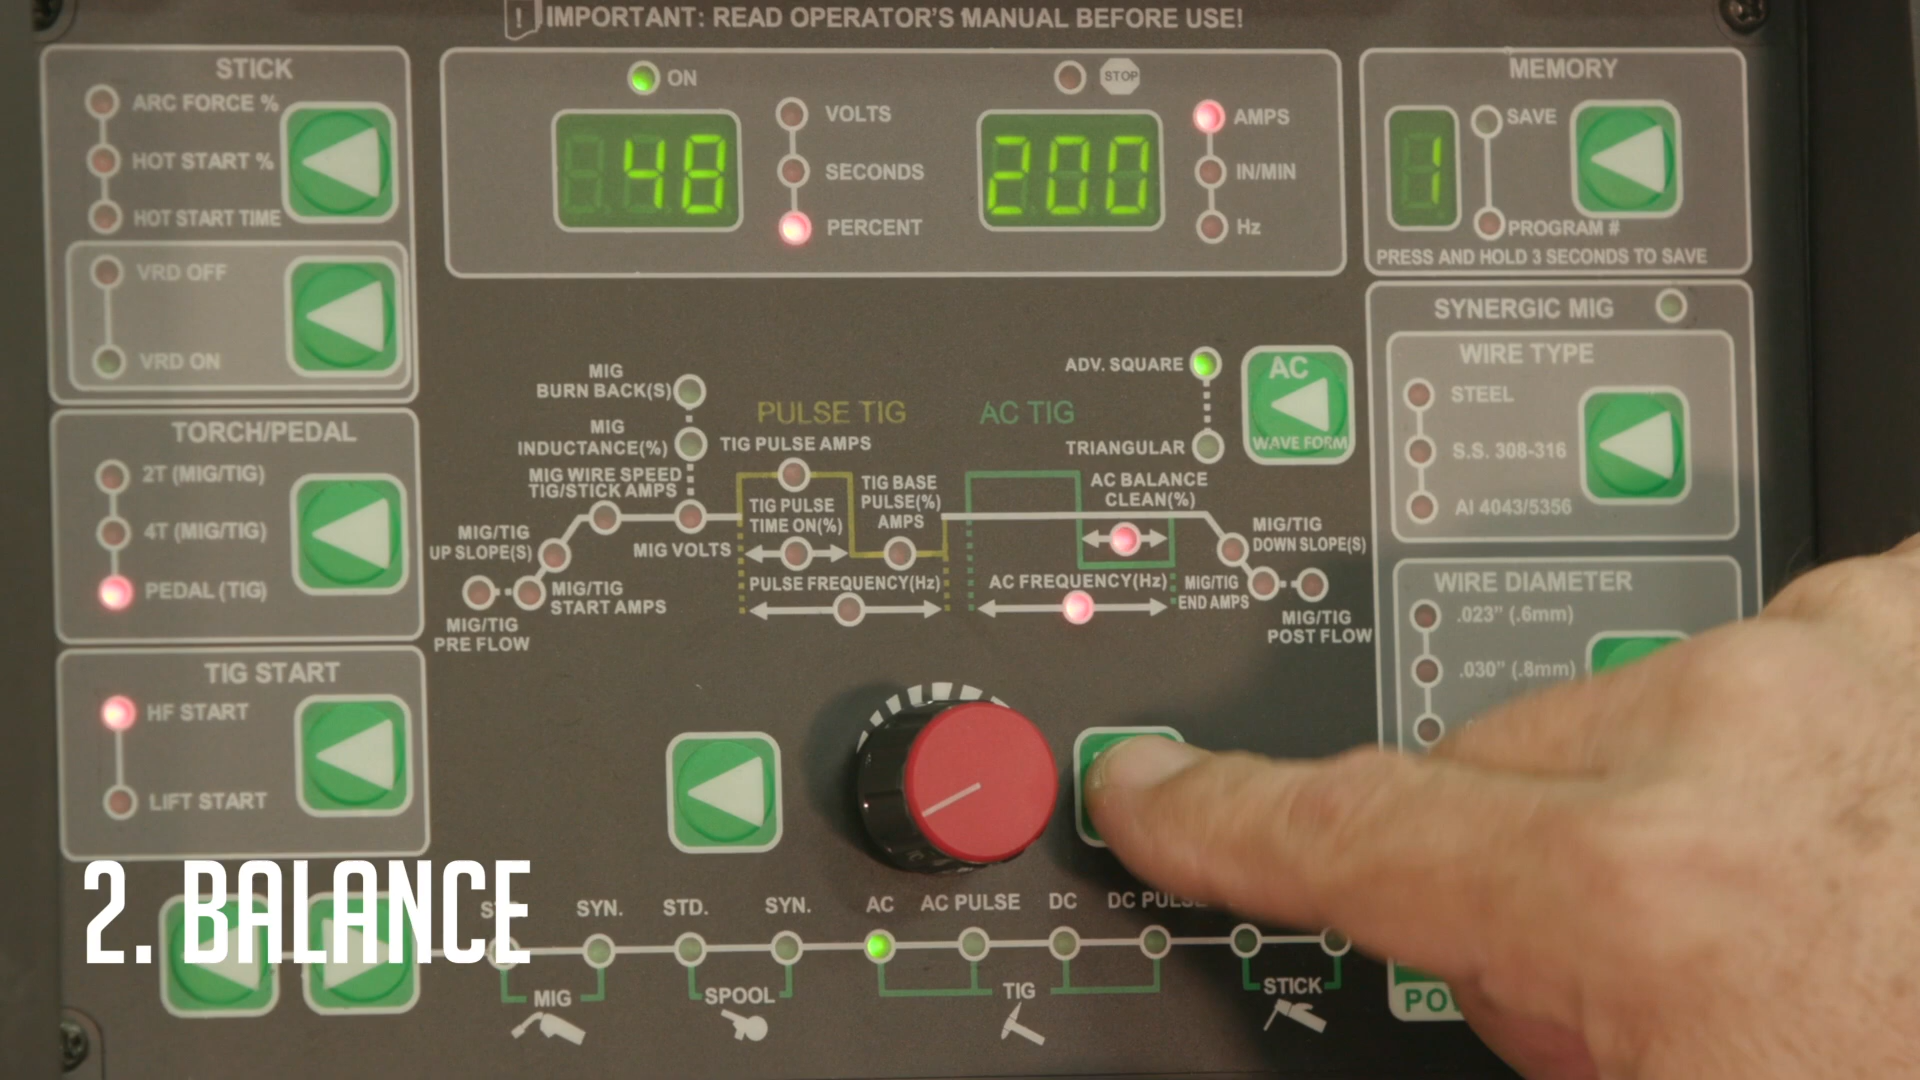 IMPORTANT: READ OPERATOR'S MANUAL BEFORE USE!
STICK
ARC FORCE %
HOT START %
HOT START TIME
VRD OFF
VRD ON
TORCH/PEDAL
2T (MIG/TIG)
4T (MIG/TIG)
PEDAL (TIG)
TIG START
HF START
LIFT START
ON
48
VOLTS
SECONDS
PERCENT
STOP
200
AMPS
IN/MIN
Hz
MEMORY
1
SAVE
PROGRAM #
PRESS AND HOLD 3 SECONDS TO SAVE
SYNERGIC MIG
WIRE TYPE
STEEL
S.S. 308-316
Al 4043/5356
WIRE DIAMETER
.023" (.6mm)
.030" (.8mm)
MIG
BURN BACK(S)
MIG
INDUCTANCE(%)
MIG WIRE SPEED
TIG/STICK AMPS
MIG/TIG
UP SLOPE(S)
MIG VOLTS
MIG/TIG
START AMPS
MIG/TIG
PRE FLOW
PULSE TIG
TIG PULSE AMPS
TIG PULSE
TIME ON(%)
TIG BASE
PULSE(%)
AMPS
PULSE FREQUENCY(Hz)
AC TIG
ADV. SQUARE
TRIANGULAR
AC
WAVE FORM
AC BALANCE
CLEAN(%)
AC FREQUENCY(Hz)
MIG/TIG
DOWN SLOPE(S)
MIG/TIG
END AMPS
MIG/TIG
POST FLOW
2. BALANCE
SYN.
STD.
SYN.
AC
AC PULSE
DC
DC PULSE
MIG
SPOOL
TIG
STICK